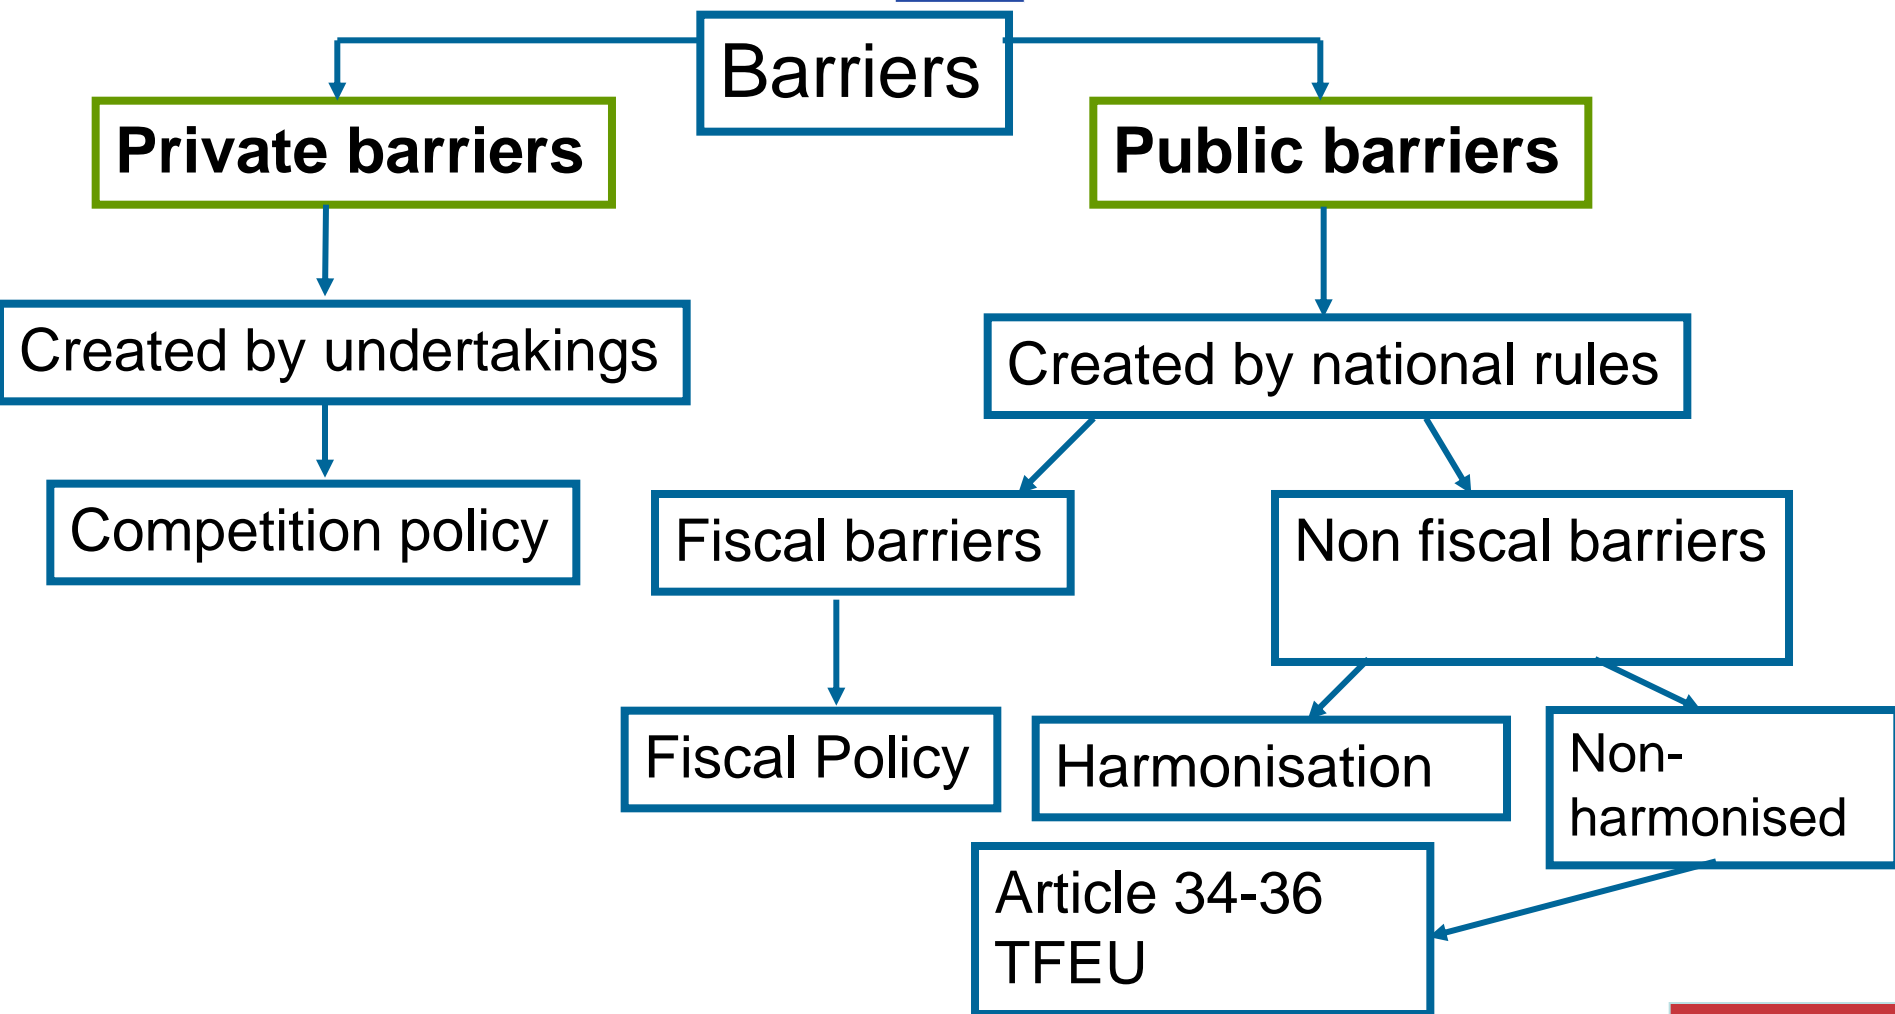 Barriers
Private barriers
Public barriers
Created by undertakings
Created by national rules
Competition policy
Fiscal barriers
Non fiscal barriers
Fiscal Policy
Harmonisation
Non-
harmonised
Article 34-36
TFEU